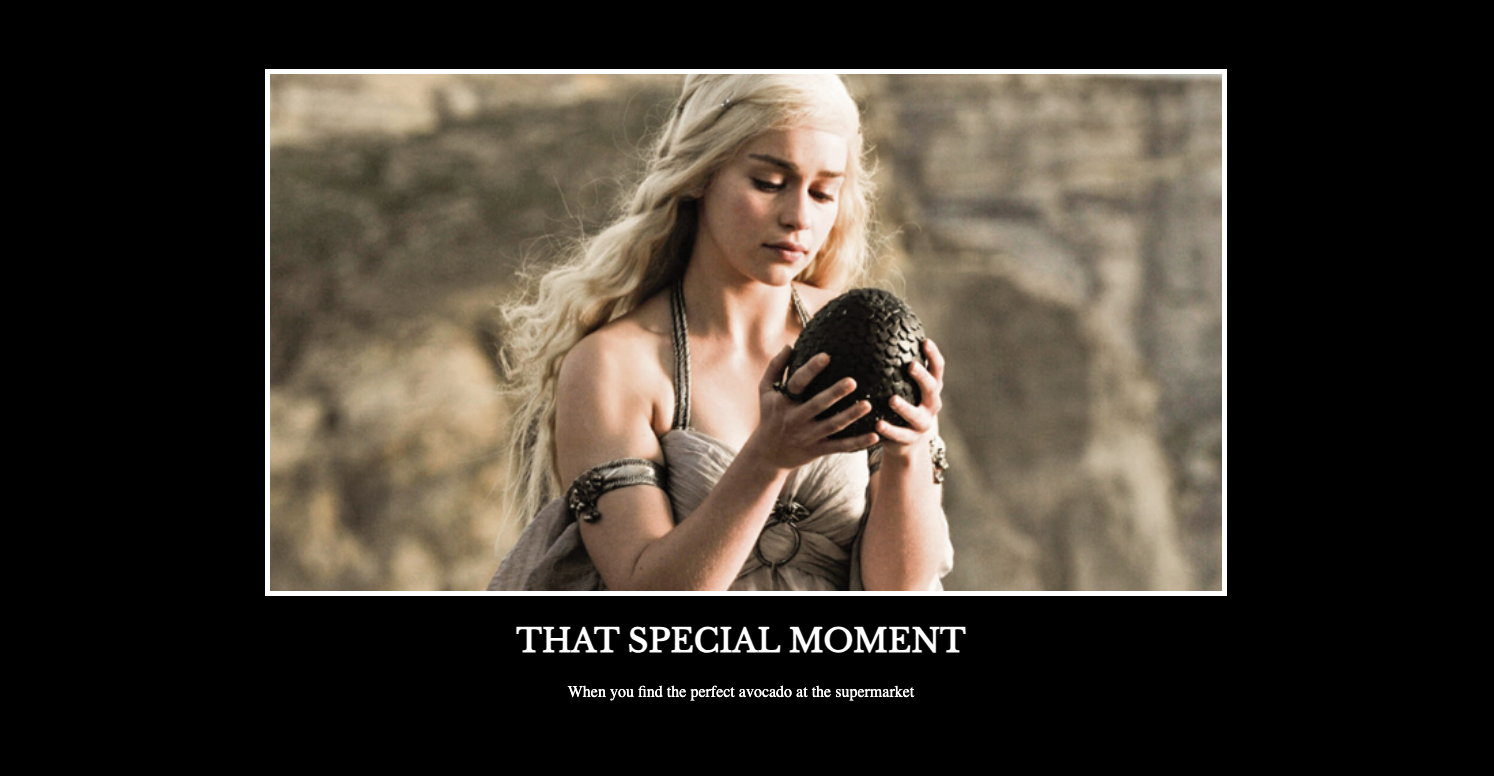 THAT SPECIAL MOMENT
When you find the perfect avocado at the supermarket